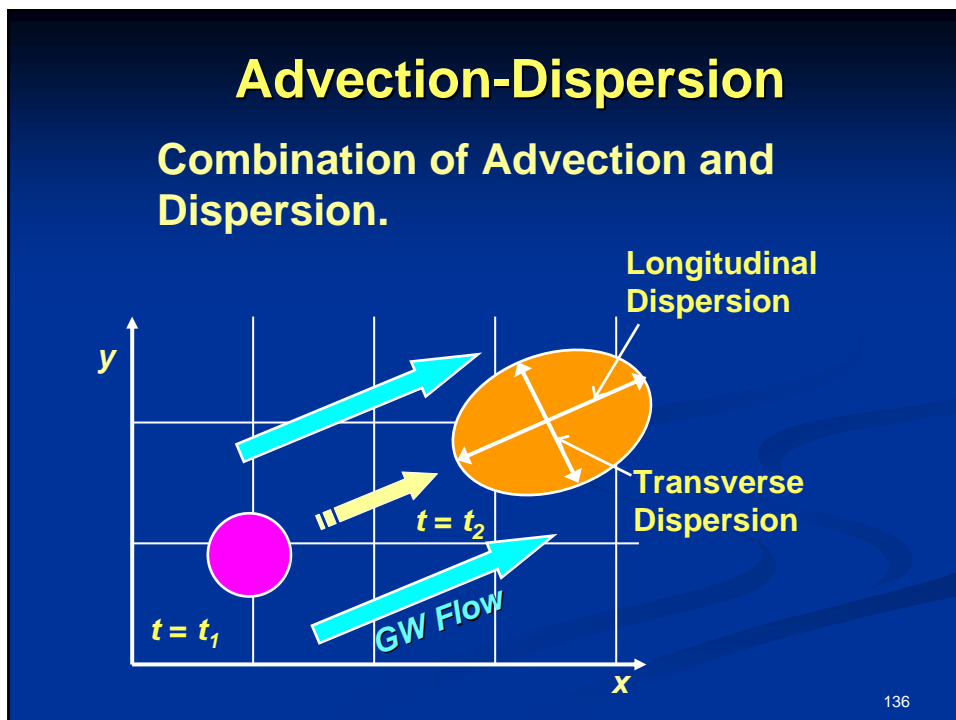 Advection-Dispersion
Combination of Advection and
Dispersion.
Longitudinal
Dispersion
y
Transverse
Dispersion
t = t2
GW Flow
t = t1
x
136